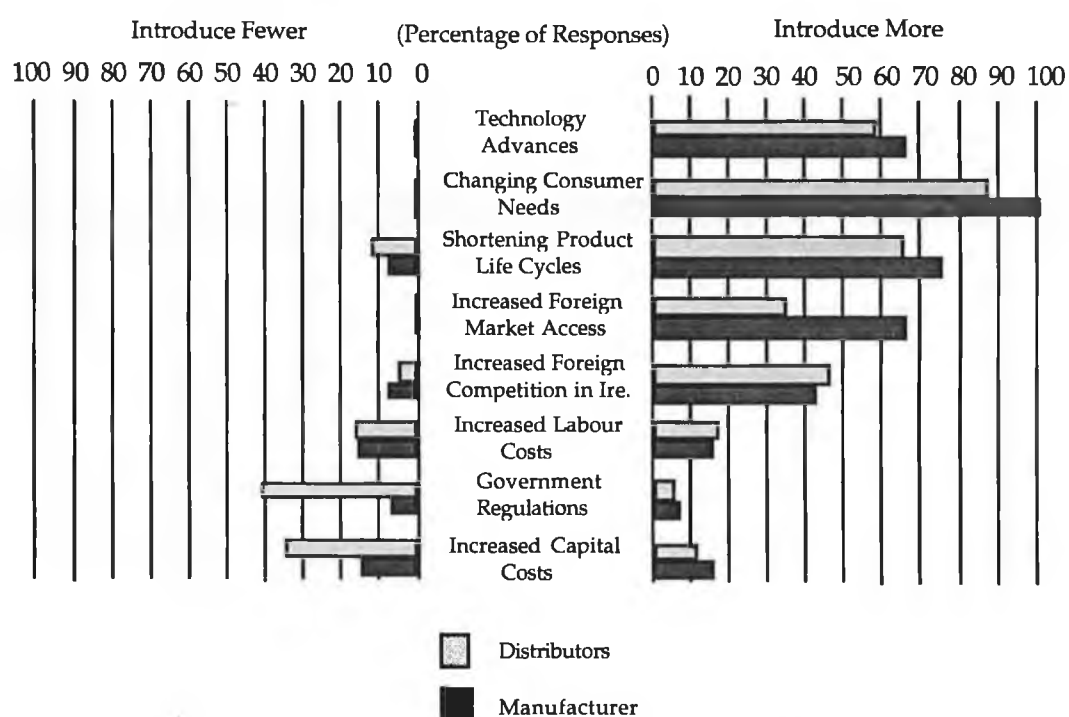 Introduce Fewer (Percentage of Responses) Introduce More
100 90 80 70 60 50 40 30 20 10 0 0 10 20 30 40 50 60 70 80 90 100
Technology
Advances
Changing Consumer
Needs
Shortening Product
Life Cycles
Increased Foreign
Market Access
Increased Foreign
Competition in Ire.
Increased Labour
Costs
Government
Regulations
Increased Capital
Costs
Distributors
Manufacturer